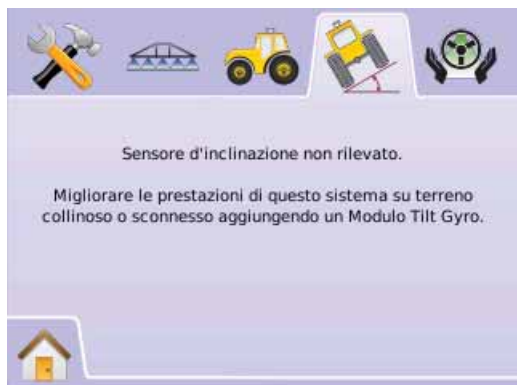 Sensore d'inclinazione non rilevato.
Migliorare le prestazioni di questo sistema su terreno
collinoso o sconnesso aggiungendo un Modulo Tilt Gyro.